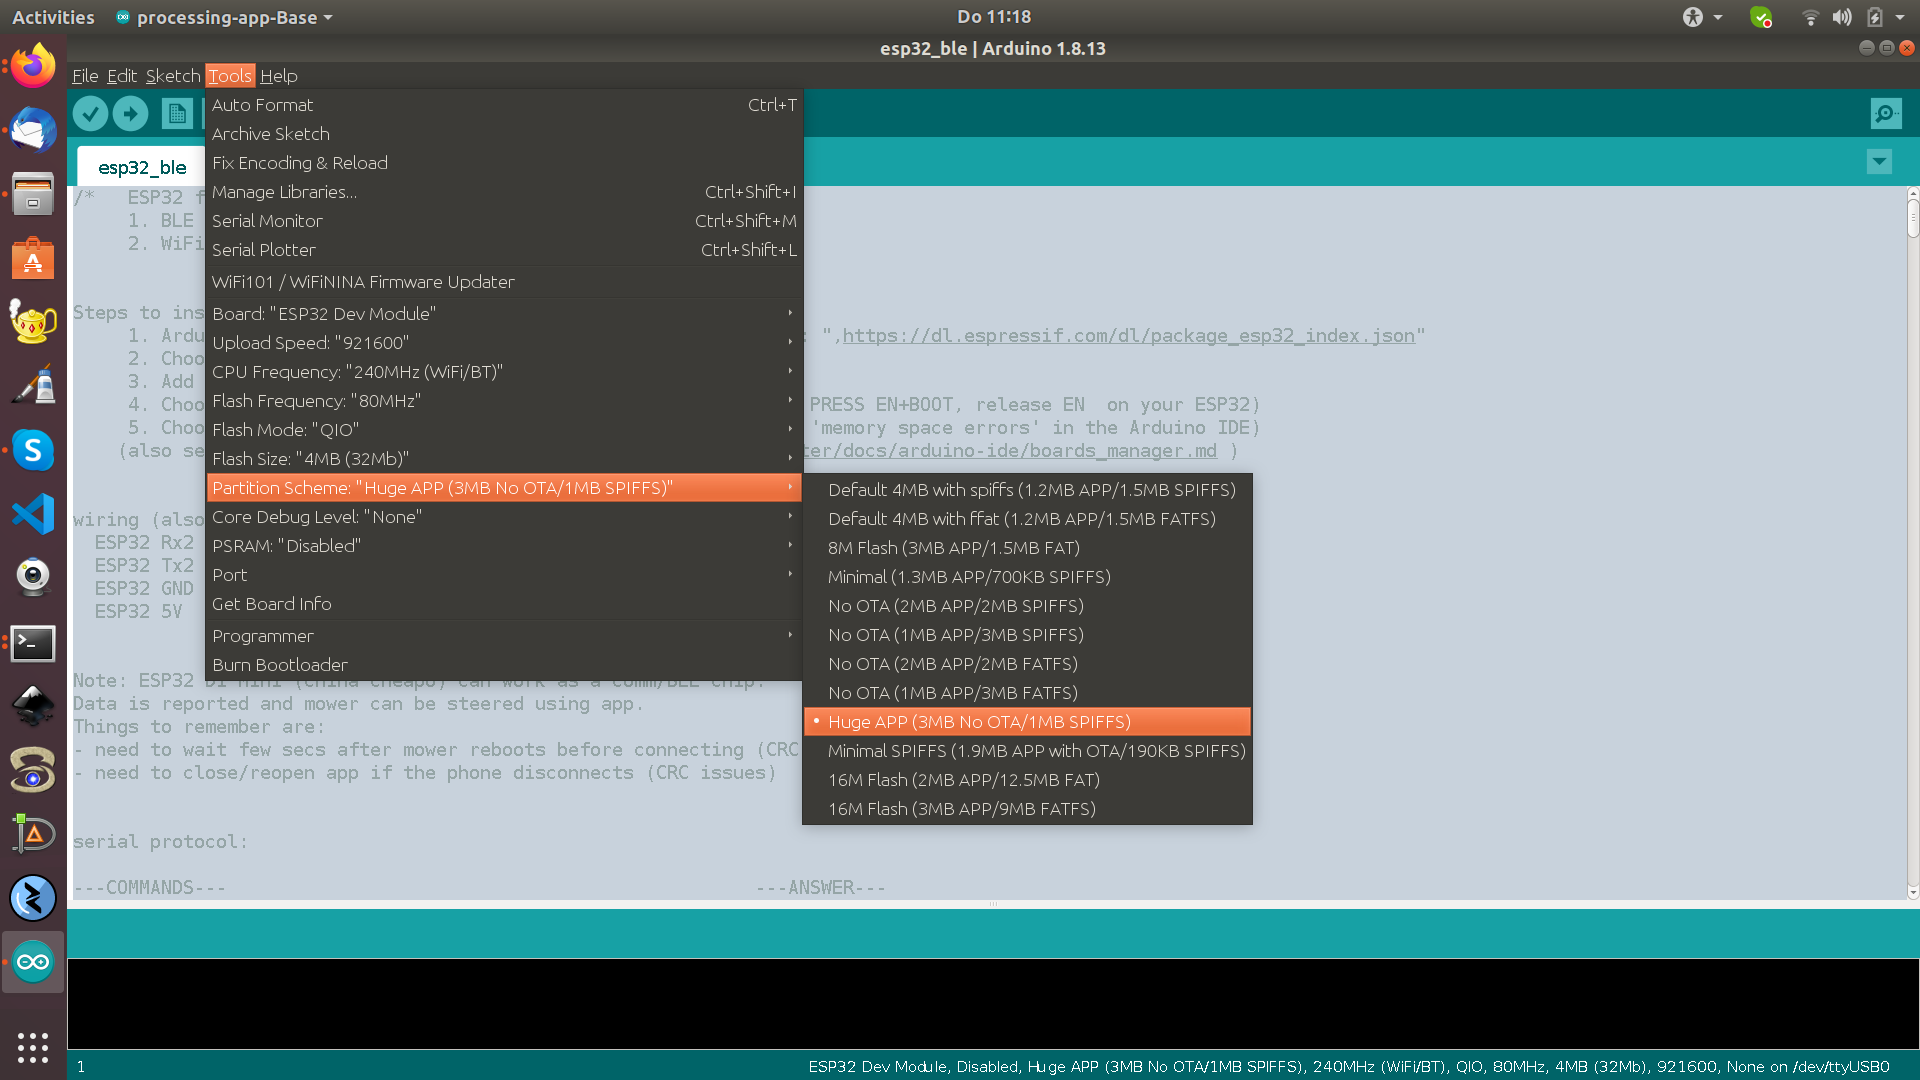 Activities
processing-app-Base
Do 11:18
esp32_ble | Arduino 1.8.13
File Edit Sketch Tools Help
Auto Format Ctrl+T
Archive Sketch
Fix Encoding & Reload
Manage Libraries... Ctrl+Shift+I
Serial Monitor Ctrl+Shift+M
Serial Plotter Ctrl+Shift+L
WiFi101 / WiFiNINA Firmware Updater
Board: "ESP32 Dev Module"
Upload Speed: "921600"
CPU Frequency: "240MHz (WiFi/BT)"
Flash Frequency: "80MHz"
Flash Mode: "QIO"
Flash Size: "4MB (32Mb)"
Partition Scheme: "Huge APP (3MB No OTA/1MB SPIFFS)"
Core Debug Level: "None"
PSRAM: "Disabled"
Port
Get Board Info
Programmer
Burn Bootloader
Default 4MB with spiffs (1.2MB APP/1.5MB SPIFFS)
Default 4MB with ffat (1.2MB APP/1.5MB FATFS)
8M Flash (3MB APP/1.5MB FAT)
Minimal (1.3MB APP/700KB SPIFFS)
No OTA (2MB APP/2MB SPIFFS)
No OTA (1MB APP/3MB SPIFFS)
No OTA (2MB APP/2MB FATFS)
No OTA (1MB APP/3MB FATFS)
• Huge APP (3MB No OTA/1MB SPIFFS)
Minimal SPIFFS (1.9MB APP with OTA/190KB SPIFFS)
16M Flash (2MB APP/12.5MB FAT)
16M Flash (3MB APP/9MB FATFS)
esp32_ble
/* ESP32 f
1. BLE
2. WiFi
Steps to ins
1. Ardu : ",https://dl.espressif.com/dl/package_esp32_index.json"
2. Choo
3. Add
4. Choo PRESS EN+BOOT, release EN on your ESP32)
5. Choo 'memory space errors' in the Arduino IDE)
(also se ter/docs/arduino-ide/boards_manager.md )
wiring (also
ESP32 Rx2
ESP32 Tx2
ESP32 GND
ESP32 5V
Note: ESP32 can work as a comm/BLE chip.
Data is reported and mower can be steered using app.
Things to remember are:
- need to wait few secs after mower reboots before connecting (CRC
- need to close/reopen app if the phone disconnects (CRC issues)
serial protocol:
---COMMANDS--- ---ANSWER---
1
ESP32 Dev Module, Disabled, Huge APP (3MB No OTA/1MB SPIFFS), 240MHz (WiFi/BT), QIO, 80MHz, 4MB (32Mb), 921600, None on /dev/ttyUSB0